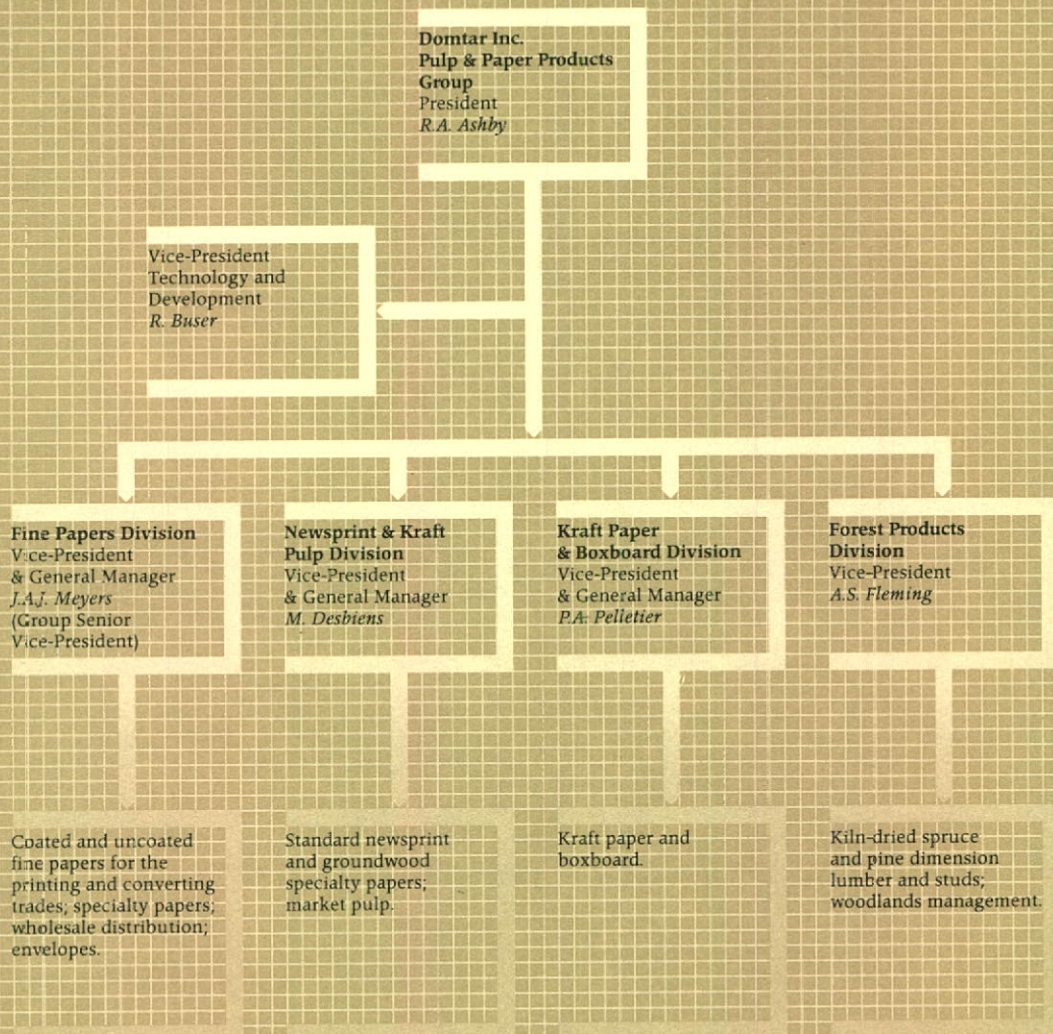 Domtar Inc.
Pulp & Paper Products
Group
President
R.A. Ashby
Vice-President
Technology and
Development
R. Buser
Fine Papers Division
Vice-President
& General Manager
J.A.J. Meyers
(Group Senior
Vice-President)
Newsprint & Kraft
Pulp Division
Vice-President
& General Manager
M. Desbiens
Kraft Paper
& Boxboard Division
Vice-President
& General Manager
P.A. Pelletier
Forest Products
Division
Vice-President
A.S. Fleming
Coated and uncoated
fine papers for the
printing and converting
trades; specialty papers;
wholesale distribution;
envelopes.
Standard newsprint
and groundwood
specialty papers;
market pulp.
Kraft paper and
boxboard.
Kiln-dried spruce
and pine dimension
lumber and studs;
woodlands management.